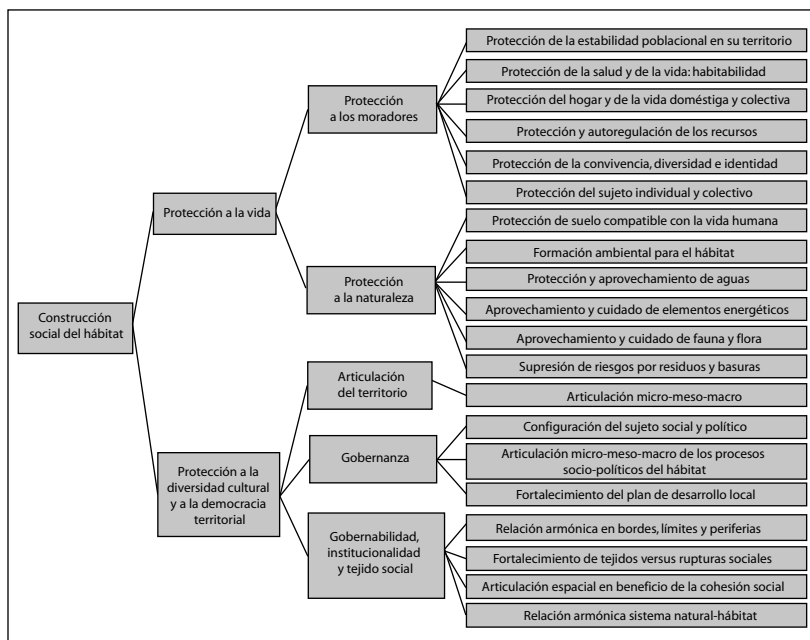 Construcción
social del hábitat
Protección a la vida
Protección
a los moradores
Protección de la estabilidad poblacional en su territorio
Protección de la salud y de la vida: habitabilidad
Protección del hogar y de la vida doméstiga y colectiva
Protección y autoregulación de los recursos
Protección de la convivencia, diversidad e identidad
Protección del sujeto individual y colectivo
Protección
a la naturaleza
Protección de suelo compatible con la vida humana
Formación ambiental para el hábitat
Protección y aprovechamiento de aguas
Aprovechamiento y cuidado de elementos energéticos
Aprovechamiento y cuidado de fauna y flora
Supresión de riesgos por residuos y basuras
Protección a la
diversidad cultural
y a la democracia
territorial
Articulación
del territorio
Articulación micro-meso-macro
Gobernanza
Configuración del sujeto social y político
Articulación micro-meso-macro de los procesos
socio-políticos del hábitat
Fortalecimiento del plan de desarrollo local
Gobernabilidad,
institucionalidad
y tejido social
Relación armónica en bordes, límites y periferias
Fortalecimiento de tejidos versus rupturas sociales
Articulación espacial en beneficio de la cohesión social
Relación armónica sistema natural-hábitat